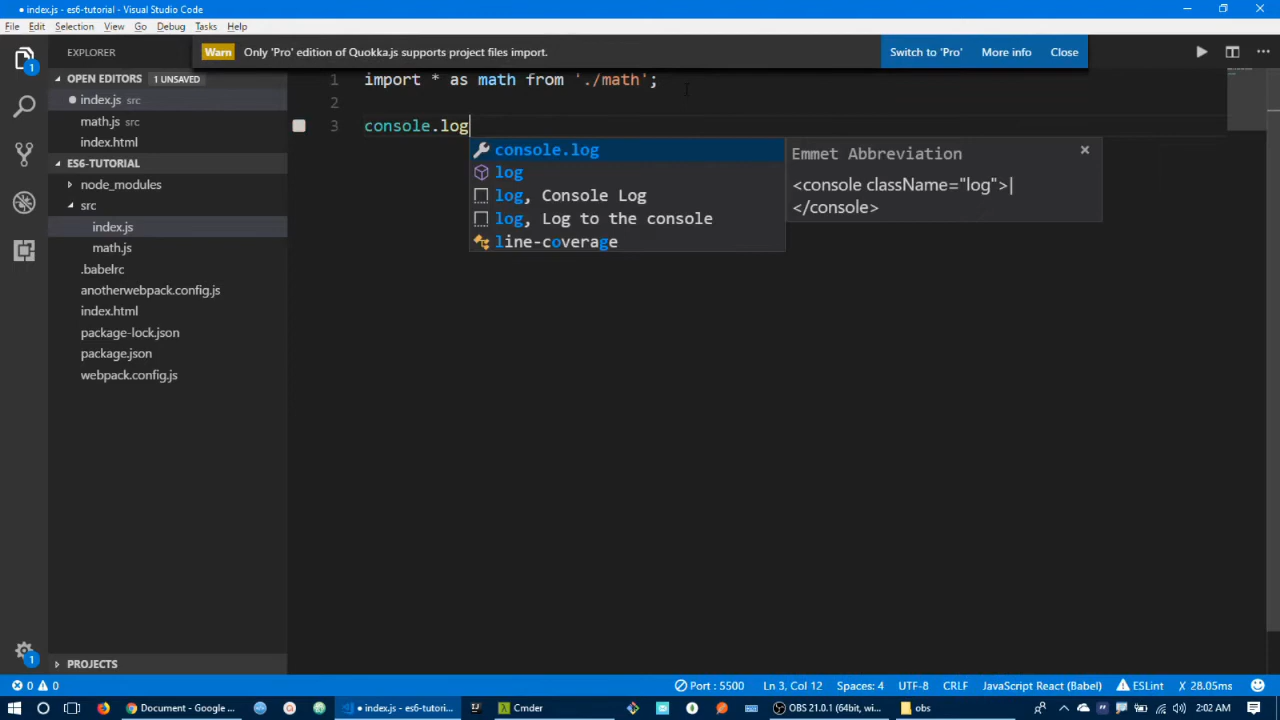 ● index.js - es6-tutorial - Visual Studio Code
File Edit Selection View Go Debug Tasks Help
EXPLORER
Warn Only 'Pro' edition of Quokka.js supports project files import. Switch to 'Pro' More info Close
OPEN EDITORS 1 UNSAVED
index.js src
math.js src
index.html
ES6-TUTORIAL
node_modules
src
index.js
math.js
.babelrc
anotherwebpack.config.js
index.html
package-lock.json
package.json
webpack.config.js
PROJECTS
1
1
1 import * as math from './math';
2
3 console.log
console.log
log
log, Console Log
log, Log to the console
line-coverage
Emmet Abbreviation
<console className="log">|
</console>
0 0 Port : 5500 Ln 3, Col 12 Spaces: 4 UTF-8 CRLF JavaScript React (Babel) ESLint X 28.05ms
Document - Google ... ● index.js - es6-tutori... Cmder OBS 21.0.1 (64bit, wi... obs 2:02 AM